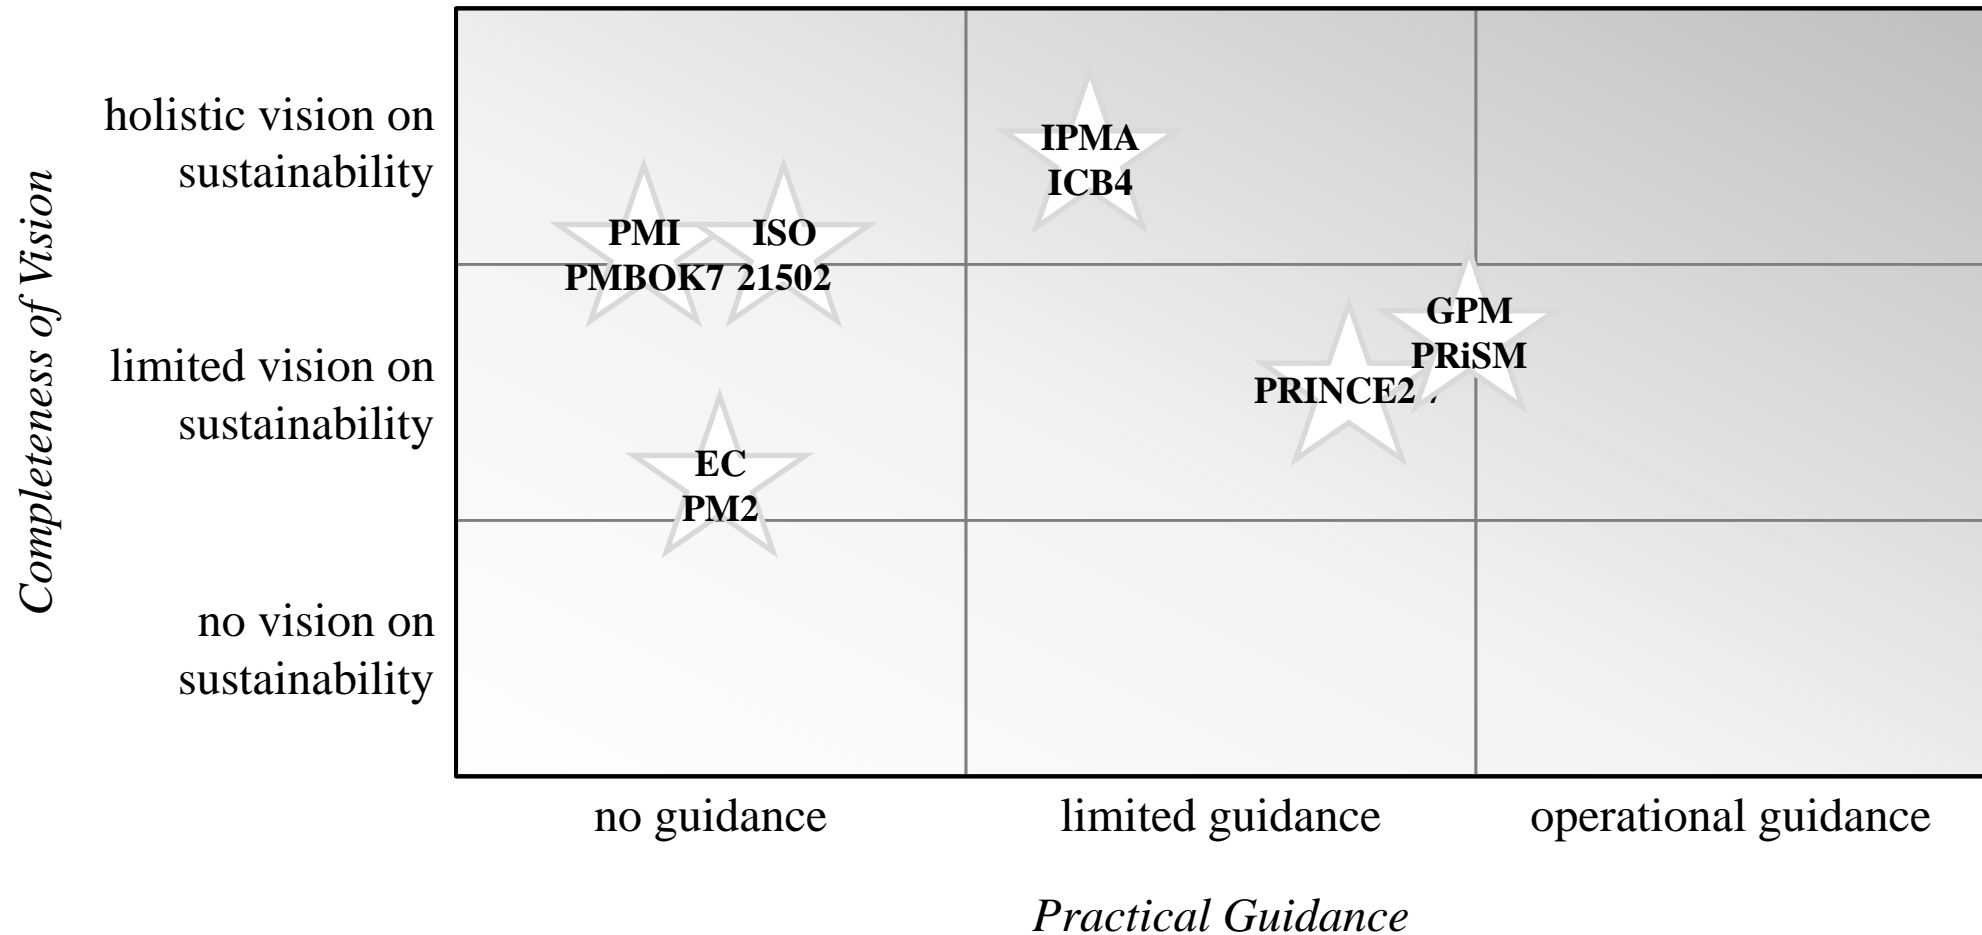 Completeness of Vision
holistic vision on
sustainability
limited vision on
sustainability
no vision on
sustainability
IPMA
ICB4
PMI
PMBOK7
ISO
21502
GPM
PRiSM
PRINCE2
EC
PM2
no guidance
limited guidance
operational guidance
Practical Guidance